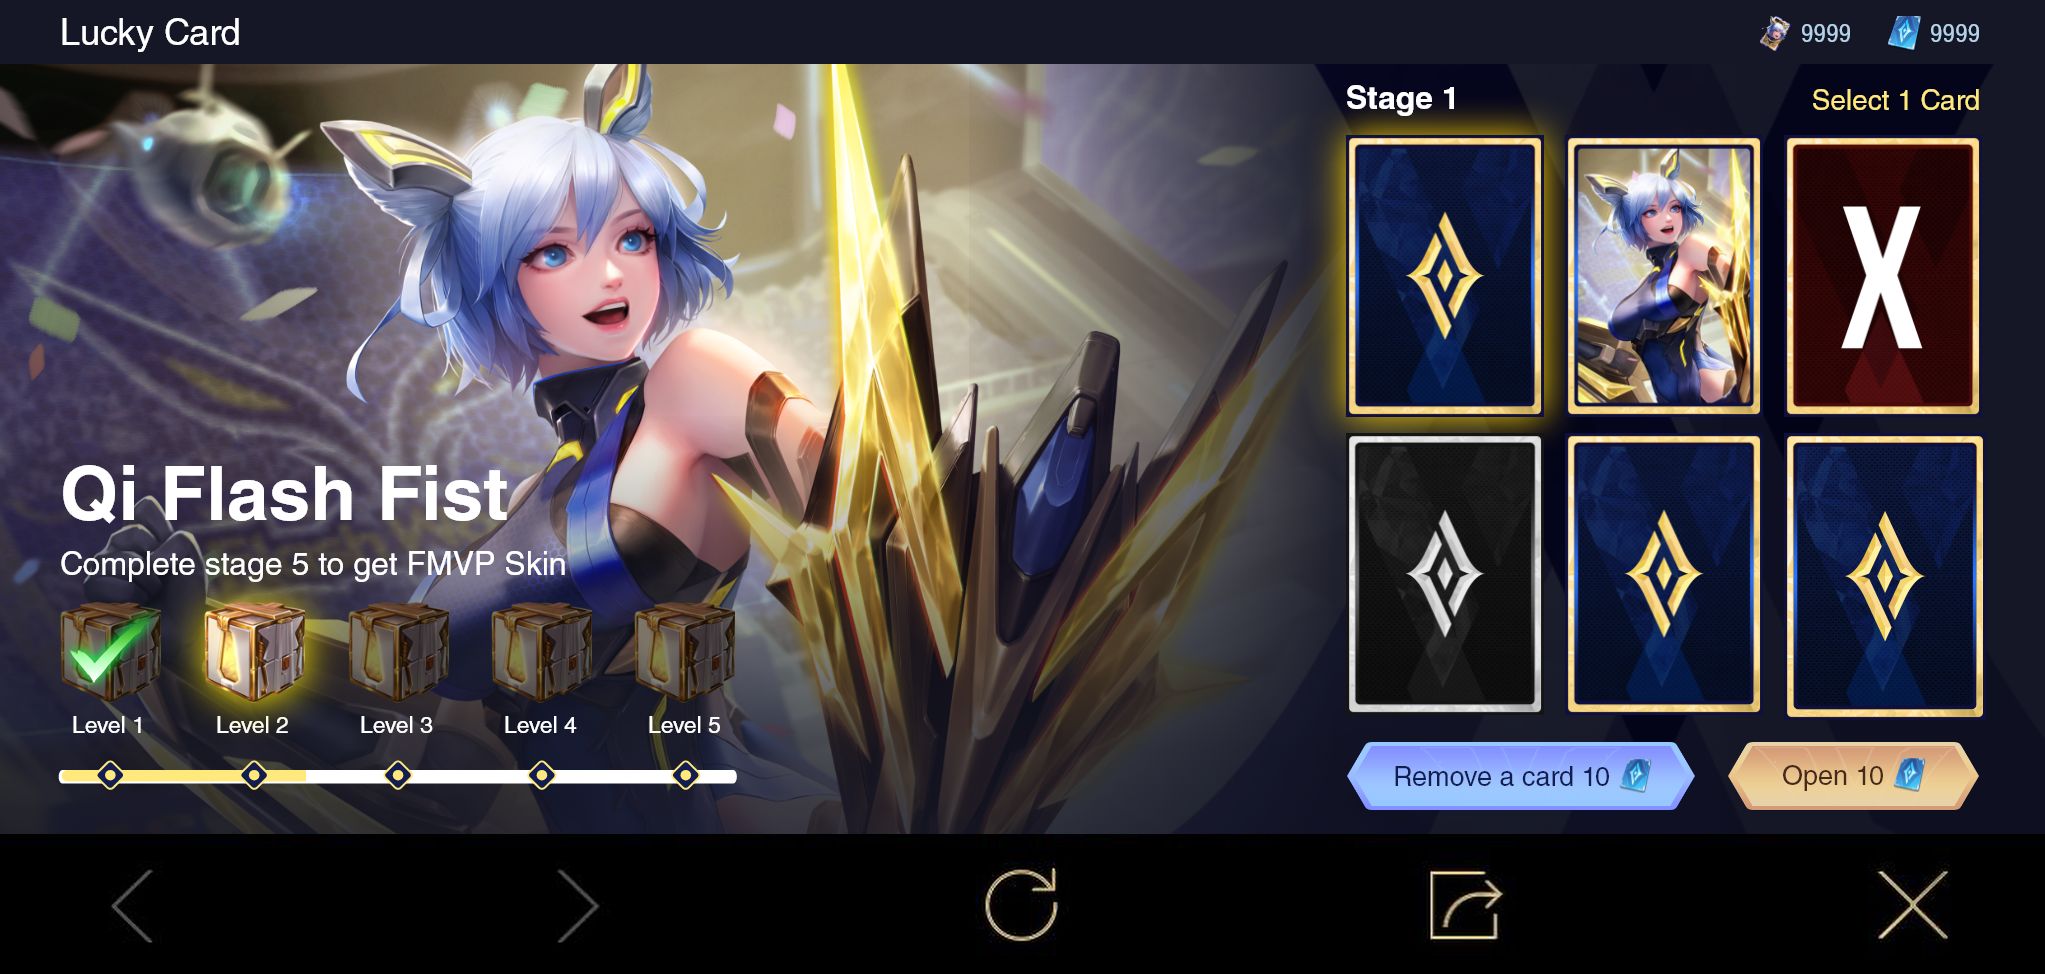 Lucky Card
9999
9999
Stage 1
Select 1 Card
X
Qi Flash Fist
Complete stage 5 to get FMVP Skin
Level 1
Level 2
Level 3
Level 4
Level 5
Remove a card 10
Open 10